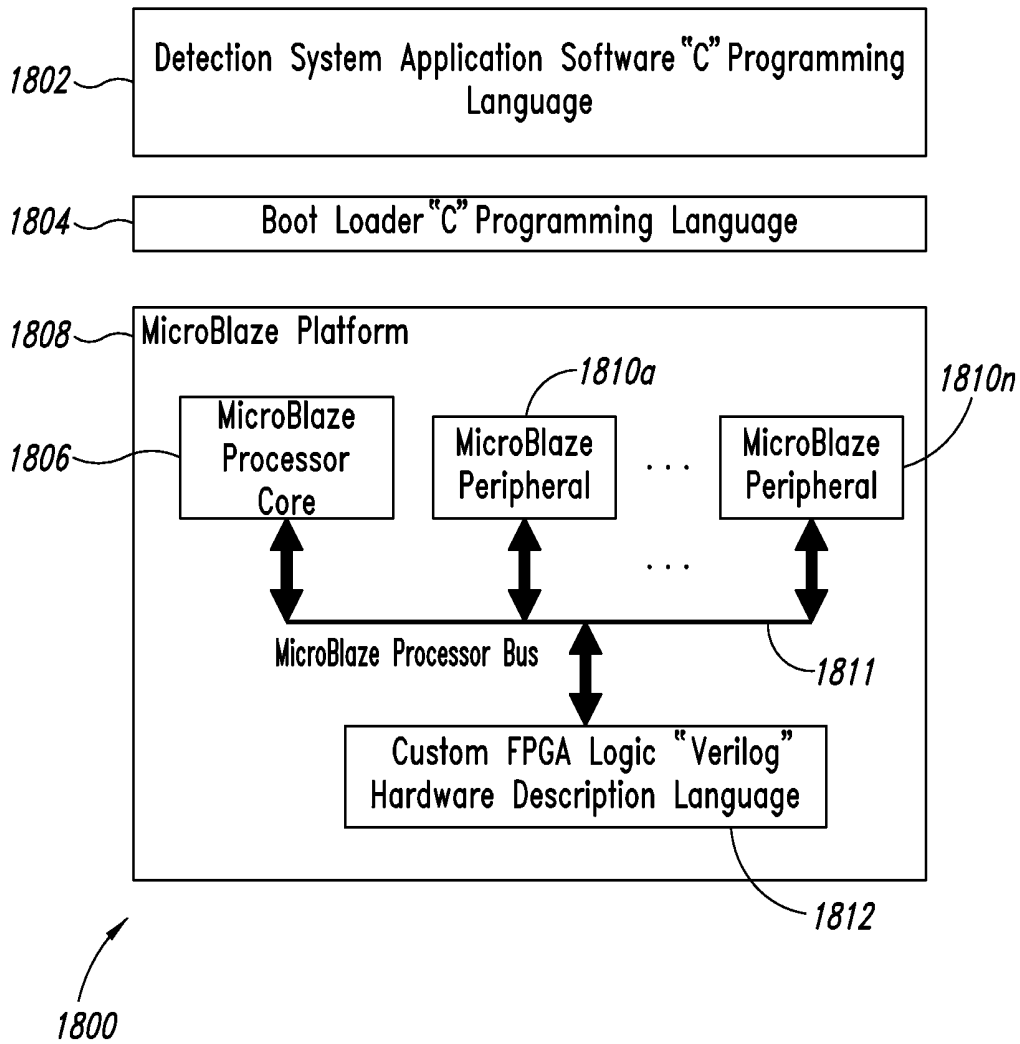 Detection System Application Software “C” Programming
Language
1802
Boot Loader “C” Programming Language
1804
1808
MicroBlaze Platform
1810a
1810n
MicroBlaze
Processor
Core
1806
MicroBlaze
Peripheral
. . .
MicroBlaze
Peripheral
. . .
MicroBlaze Processor Bus
1811
Custom FPGA Logic “Verilog”
Hardware Description Language
1812
1800